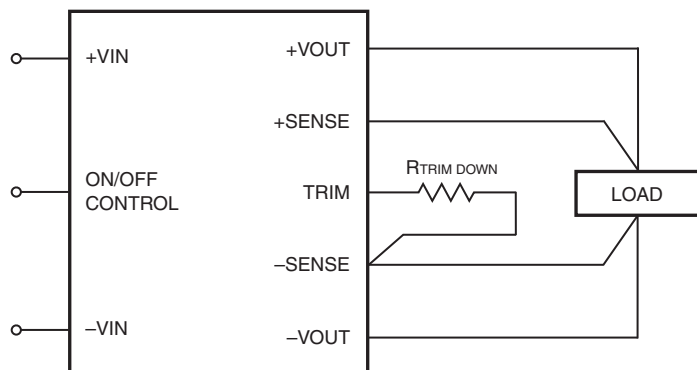 +VIN
ON/OFF
CONTROL
–VIN
+VOUT
+SENSE
TRIM
–SENSE
–VOUT
RTRIM DOWN
LOAD